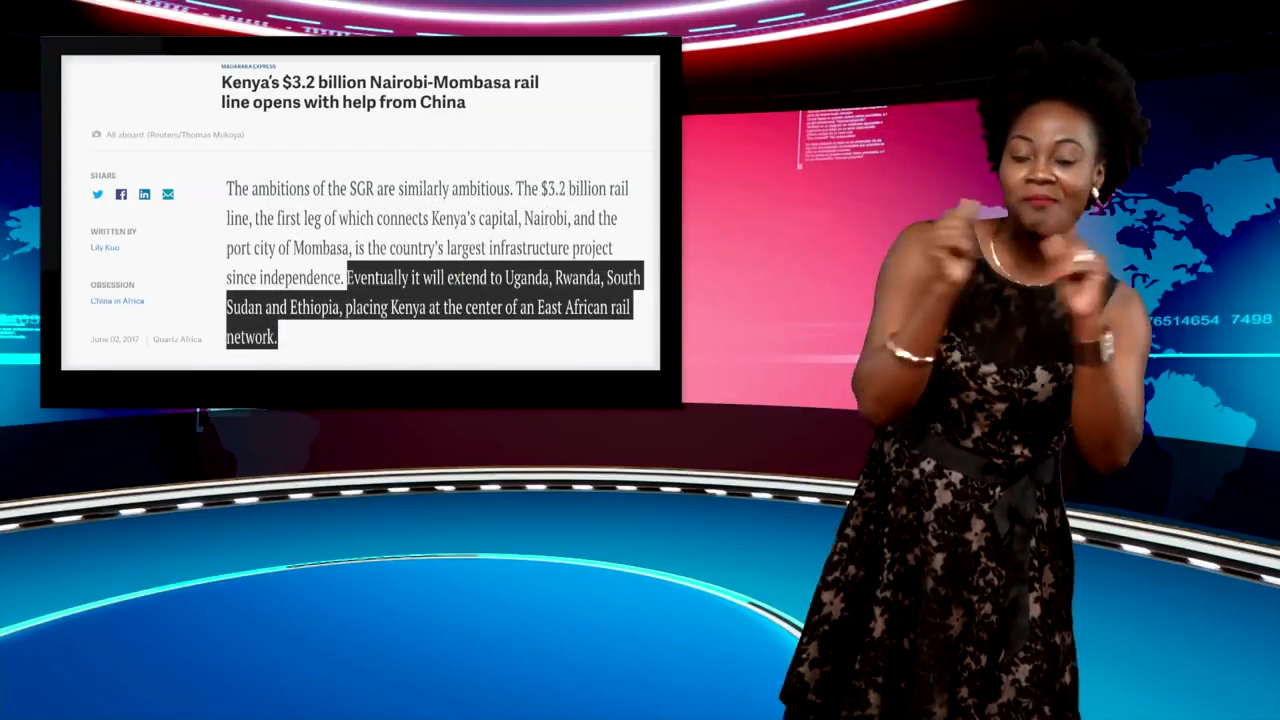 MADARAKA EXPRESS
Kenya's $3.2 billion Nairobi-Mombasa rail
line opens with help from China
All aboard. (Reuters/Thomas Mukoya)
SHARE
WRITTEN BY
Lily Kuo
OBSESSION
China in Africa
June 02, 2017
Quartz Africa
The ambitions of the SGR are similarly ambitious. The $3.2 billion rail
line, the first leg of which connects Kenya's capital, Nairobi, and the
port city of Mombasa, is the country's largest infrastructure project
since independence. Eventually it will extend to Uganda, Rwanda, South
Sudan and Ethiopia, placing Kenya at the center of an East African rail
network.
76514654 7498